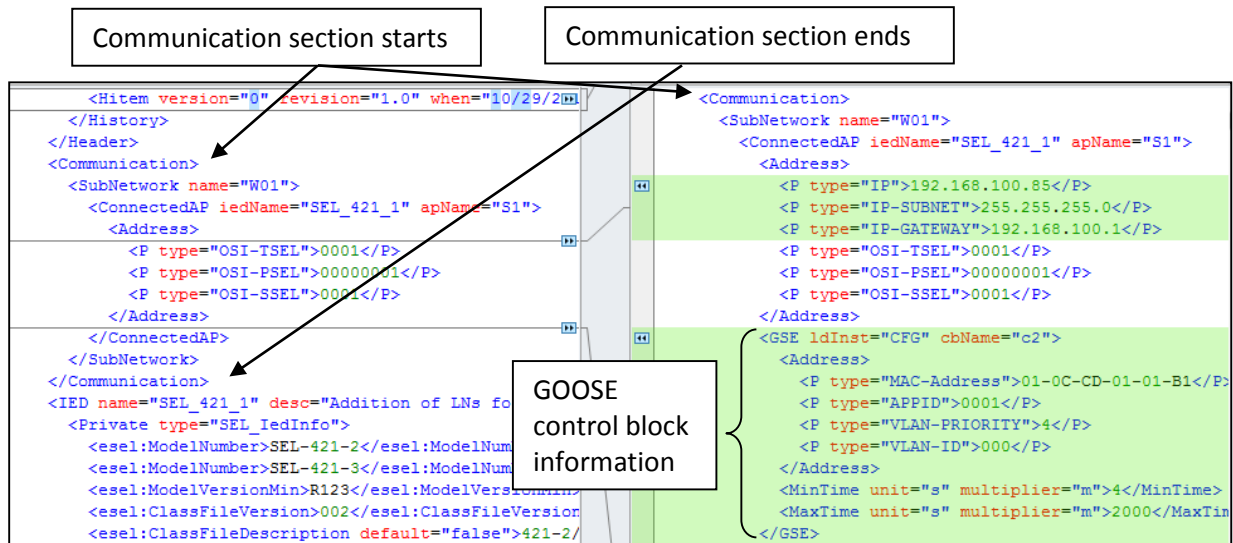 Communication section starts
Communication section ends
<Hitem version="0" revision="1.0" when="10/29/2
</History>
</Header>
<Communication>
<SubNetwork name="W01">
<ConnectedAP iedName="SEL_421_1" apName="S1">
<Address>
<P type="OSI-TSEL">0001</P>
<P type="OSI-PSEL">00000001</P>
<P type="OSI-SSEL">0001</P>
</Address>
</ConnectedAP>
</SubNetwork>
</Communication>
<IED name="SEL_421_1" desc="Addition of LNs fo
<Private type="SEL_IedInfo">
<esel:ModelNumber>SEL-421-2</esel:ModelNum
<esel:ModelNumber>SEL-421-3</esel:ModelNum
<esel:ModelVersionMin>R123</esel:ModelVersionMin>
<esel:ClassFileVersion>002</esel:ClassFileVersion
<esel:ClassFileDescription default="false">421-2/
<Communication>
<SubNetwork name="W01">
<ConnectedAP iedName="SEL_421_1" apName="S1">
<Address>
<P type="IP">192.168.100.85</P>
<P type="IP-SUBNET">255.255.255.0</P>
<P type="IP-GATEWAY">192.168.100.1</P>
<P type="OSI-TSEL">0001</P>
<P type="OSI-PSEL">00000001</P>
<P type="OSI-SSEL">0001</P>
</Address>
<GSE ldInst="CFG" cbName="c2">
<Address>
<P type="MAC-Address">01-0C-CD-01-01-B1</P>
<P type="APPID">0001</P>
<P type="VLAN-PRIORITY">4</P>
<P type="VLAN-ID">000</P>
</Address>
<MinTime unit="s" multiplier="m">4</MinTime>
<MaxTime unit="s" multiplier="m">2000</MaxTim
</GSE>
GOOSE
control block
information